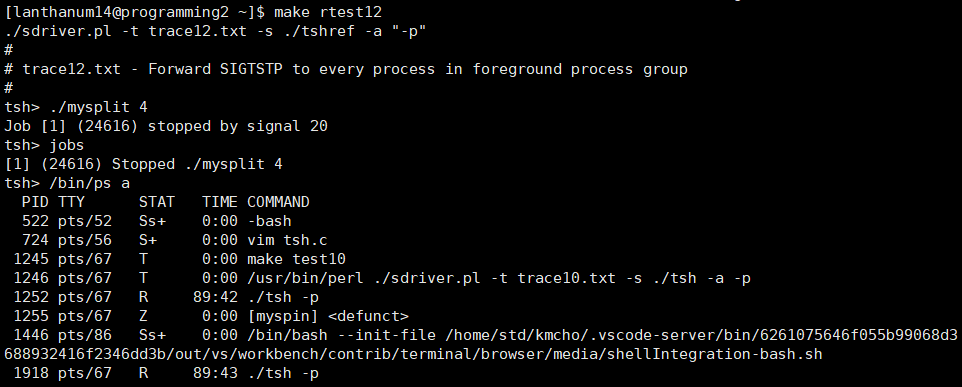 [lanthanum14@programming2 ~]$ make rtest12
./sdriver.pl -t trace12.txt -s ./tshref -a "-p"
#
# trace12.txt - Forward SIGTSTP to every process in foreground process group
#
tsh> ./mysplit 4
Job [1] (24616) stopped by signal 20
tsh> jobs
[1] (24616) Stopped ./mysplit 4
tsh> /bin/ps a
  PID TTY      STAT   TIME COMMAND
  522 pts/52   Ss+    0:00 -bash
  724 pts/56   S+     0:00 vim tsh.c
 1245 pts/67   T      0:00 make test10
 1246 pts/67   T      0:00 /usr/bin/perl ./sdriver.pl -t trace10.txt -s ./tsh -a -p
 1252 pts/67   R     89:42 ./tsh -p
 1255 pts/67   Z      0:00 [myspin] <defunct>
 1446 pts/86   Ss+    0:00 /bin/bash --init-file /home/std/kmcho/.vscode-server/bin/6261075646f055b99068d3
688932416f2346dd3b/out/vs/workbench/contrib/terminal/browser/media/shellIntegration-bash.sh
 1918 pts/67   R     89:43 ./tsh -p